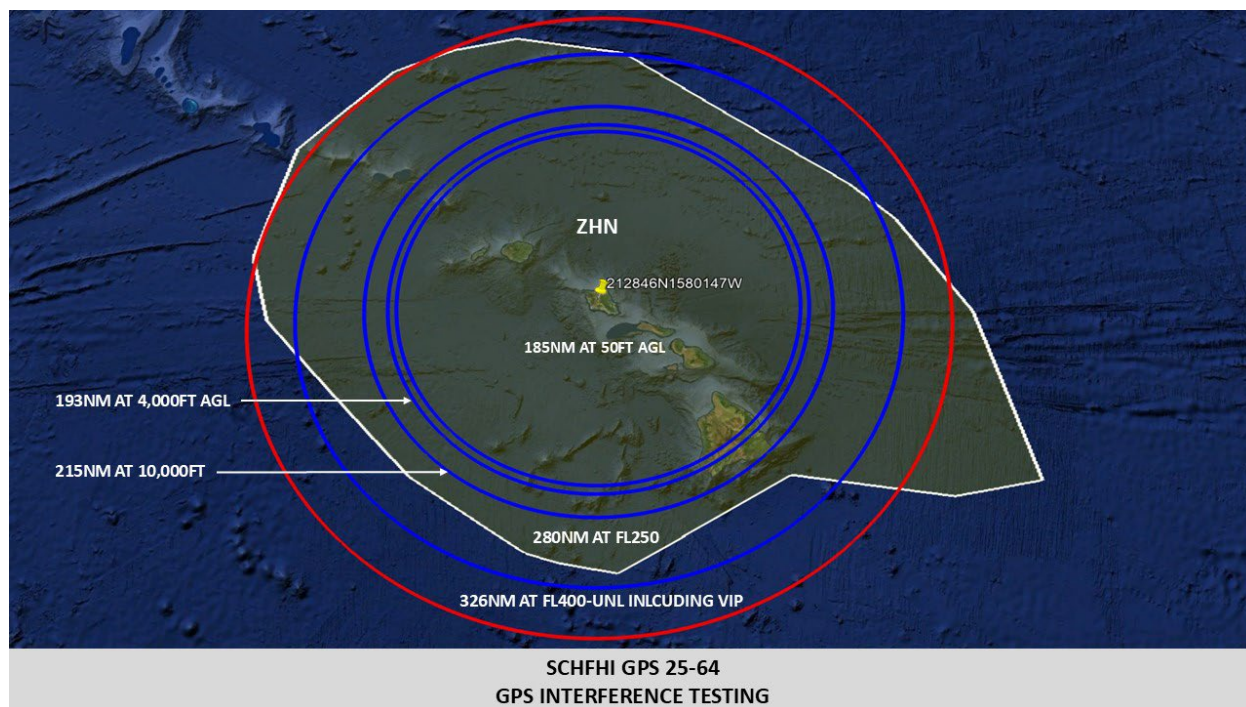 ZHN
212846N1580147W
185NM AT 50FT AGL
193NM AT 4,000FT AGL
215NM AT 10,000FT
280NM AT FL250
326NM AT FL400-UNL INLCUDING VIP
SCHFHI GPS 25-64
GPS INTERFERENCE TESTING